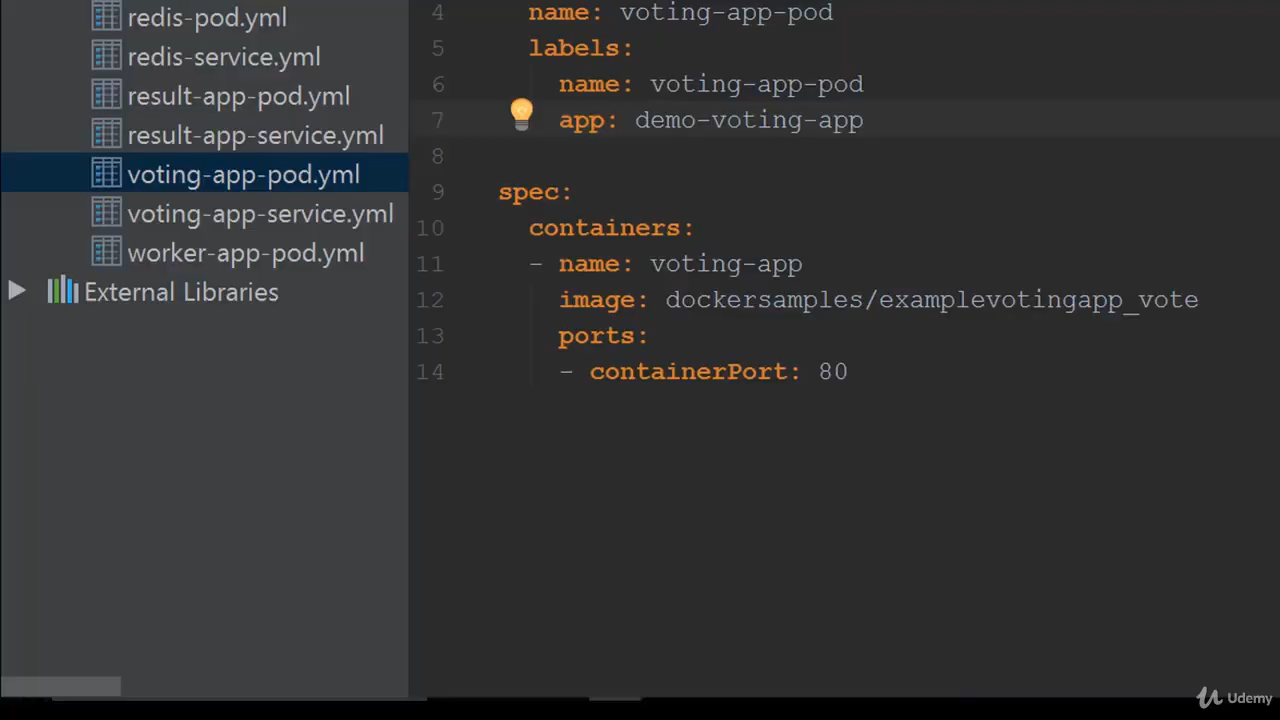 redis-pod.yml
redis-service.yml
result-app-pod.yml
result-app-service.yml
voting-app-pod.yml
voting-app-service.yml
worker-app-pod.yml
External Libraries
4 name: voting-app-pod
5 labels:
6 name: voting-app-pod
7 app: demo-voting-app
8
9 spec:
10 containers:
11 - name: voting-app
12 image: dockersamples/examplevotingapp_vote
13 ports:
14 - containerPort: 80
Udemy